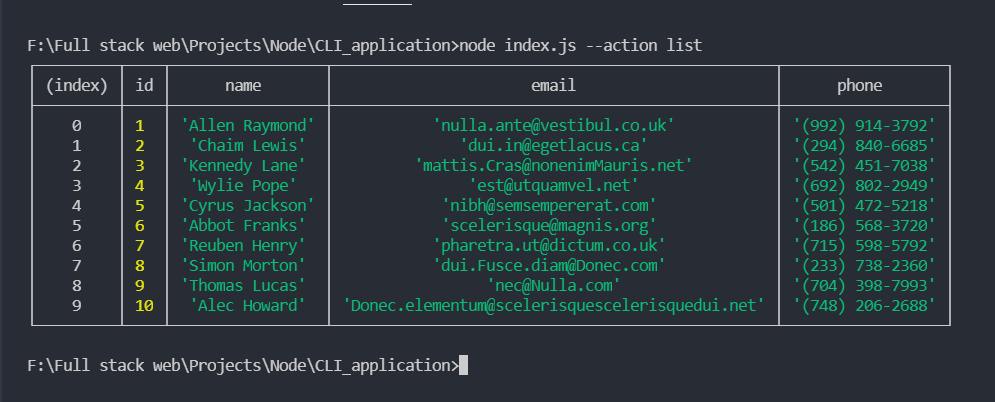 F:\Full stack web\Projects\Node\CLI_application>node index.js --action list
(index) id name email phone
0 1 'Allen Raymond' 'nulla.ante@vestibul.co.uk' '(992) 914-3792'
1 2 'Chaim Lewis' 'dui.in@egetlacus.ca' '(294) 840-6685'
2 3 'Kennedy Lane' 'mattis.Cras@nonenimMauris.net' '(542) 451-7038'
3 4 'Wylie Pope' 'est@utquamvel.net' '(692) 802-2949'
4 5 'Cyrus Jackson' 'nibh@semsempererat.com' '(501) 472-5218'
5 6 'Abbot Franks' 'scelerisque@magnis.org' '(186) 568-3720'
6 7 'Reuben Henry' 'pharetra.ut@dictum.co.uk' '(715) 598-5792'
7 8 'Simon Morton' 'dui.Fusce.diam@Donec.com' '(233) 738-2360'
8 9 'Thomas Lucas' 'nec@Nulla.com' '(704) 398-7993'
9 10 'Alec Howard' 'Donec.elementum@scelerisquescelerisquedui.net' '(748) 206-2688'
F:\Full stack web\Projects\Node\CLI_application>